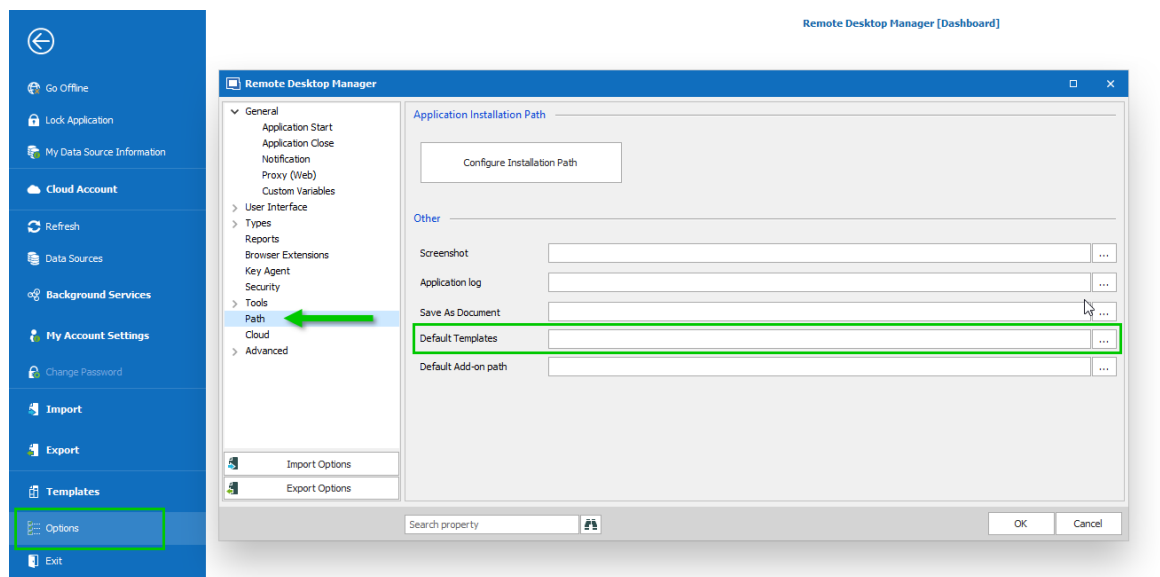 Remote Desktop Manager [Dashboard]
Go Offline
Lock Application
My Data Source Information
Cloud Account
Refresh
Data Sources
Background Services
My Account Settings
Change Password
Import
Export
Templates
Options
Exit
Remote Desktop Manager
General
Application Start
Application Close
Notification
Proxy (Web)
Custom Variables
User Interface
Types
Reports
Browser Extensions
Key Agent
Security
Tools
Path
Cloud
Advanced
Import Options
Export Options
Application Installation Path
Configure Installation Path
Other
Screenshot ...
Application log ...
Save As Document ...
Default Templates ...
Default Add-on path ...
Search property
OK Cancel